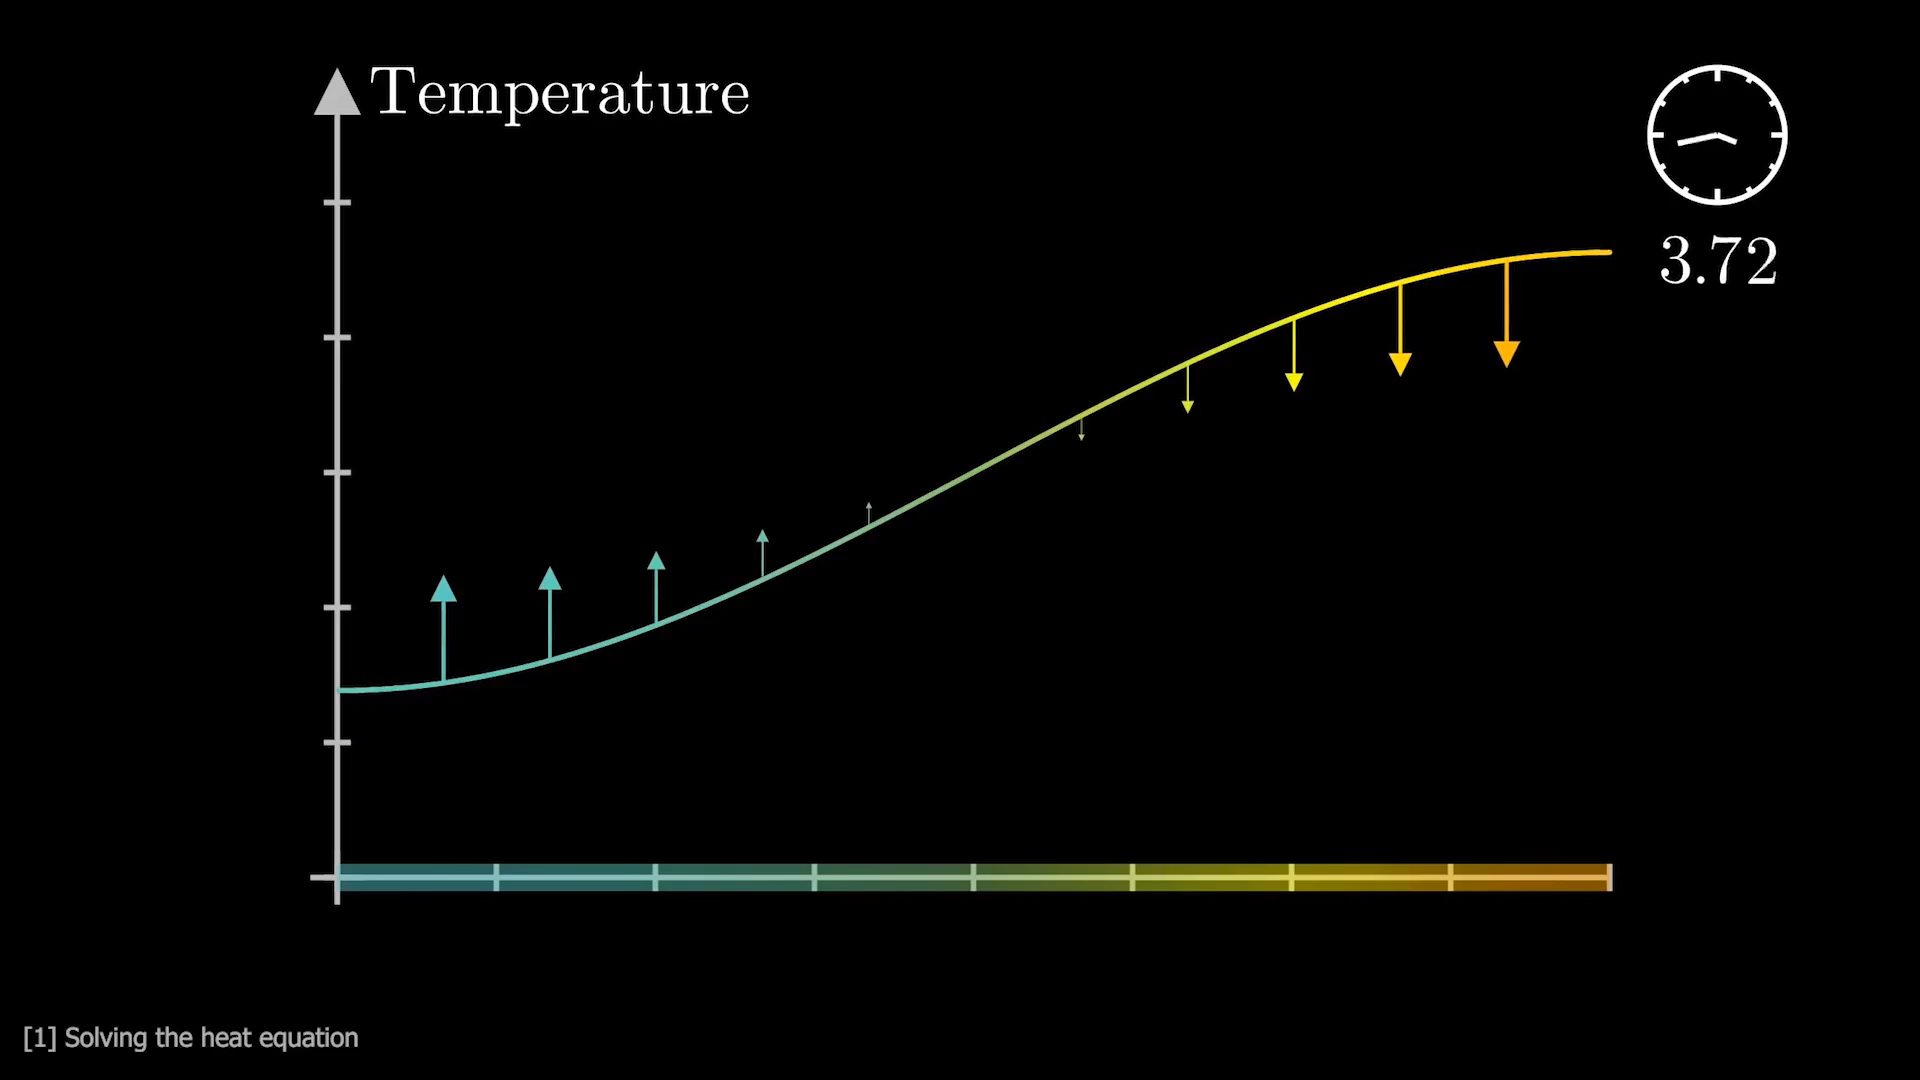 Temperature
3.72
[1] Solving the heat equation